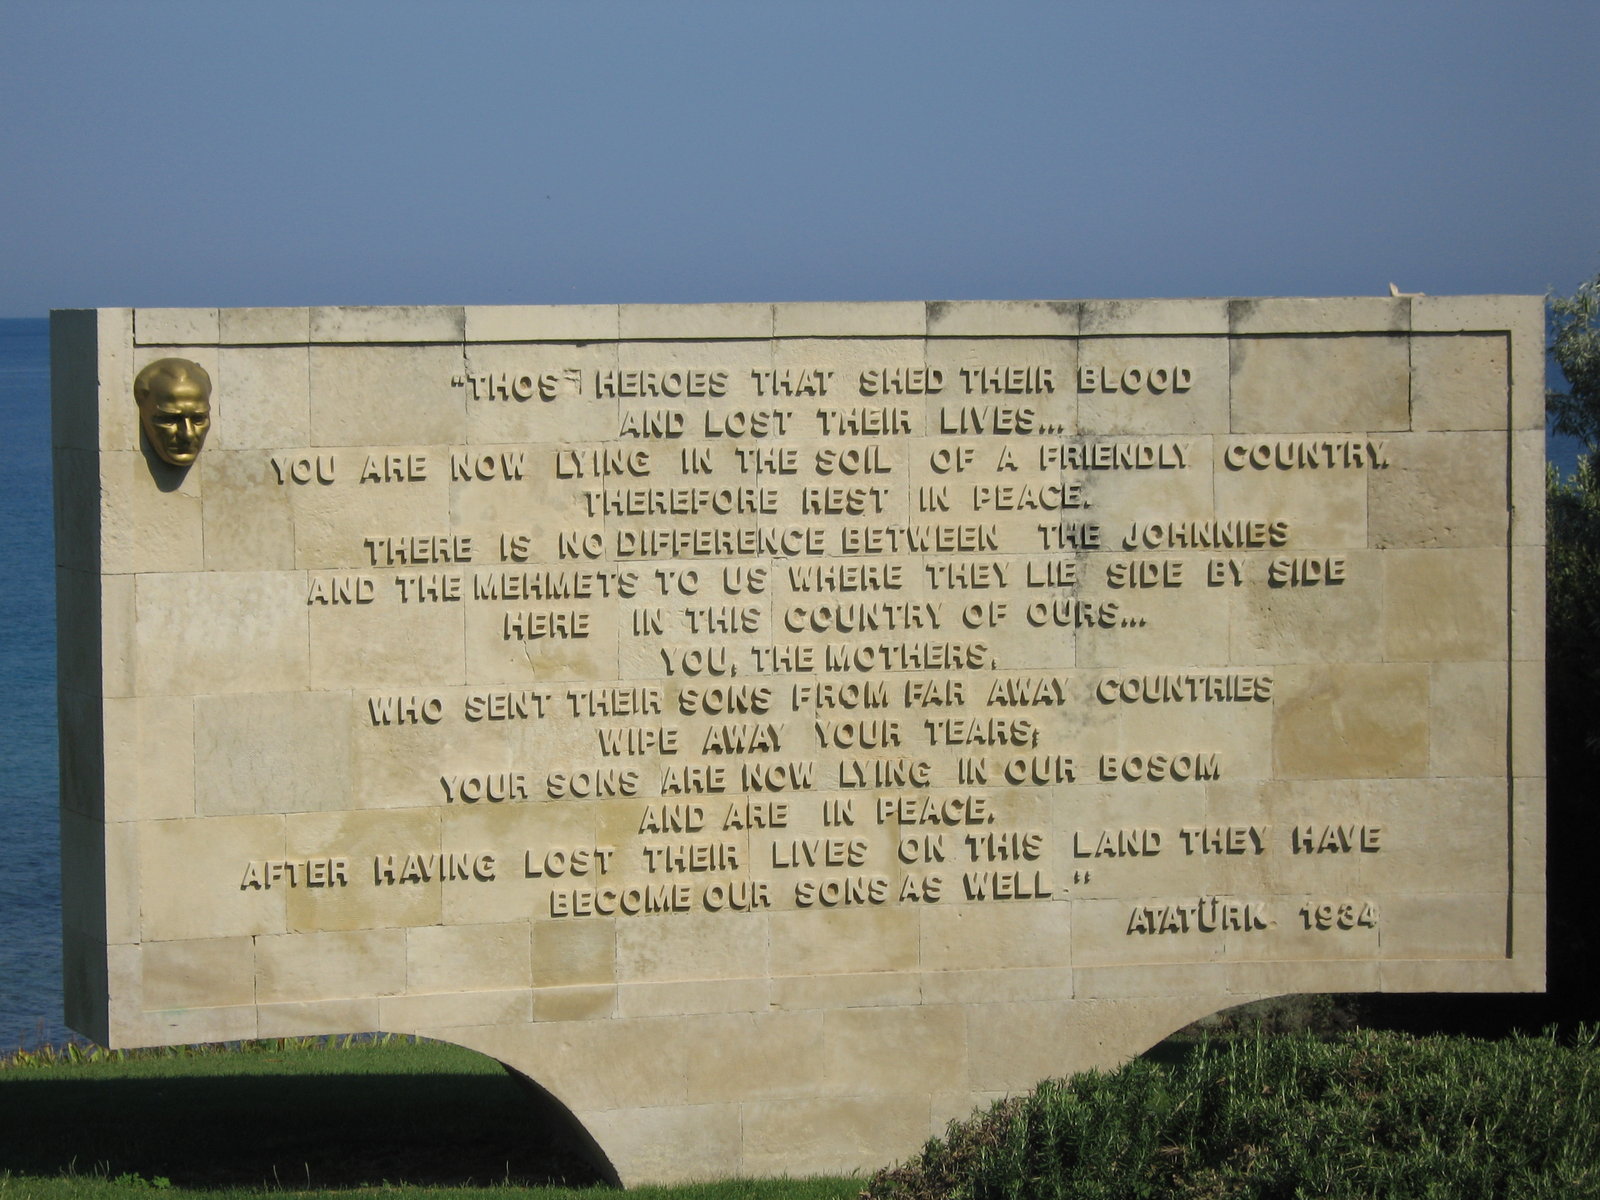 "THOSE HEROES THAT SHED THEIR BLOOD
AND LOST THEIR LIVES...
YOU ARE NOW LYING IN THE SOIL OF A FRIENDLY COUNTRY.
THEREFORE REST IN PEACE.
THERE IS NO DIFFERENCE BETWEEN THE JOHNNIES
AND THE MEHMETS TO US WHERE THEY LIE SIDE BY SIDE
HERE IN THIS COUNTRY OF OURS...
YOU, THE MOTHERS,
WHO SENT THEIR SONS FROM FAR AWAY COUNTRIES
WIPE AWAY YOUR TEARS;
YOUR SONS ARE NOW LYING IN OUR BOSOM
AND ARE IN PEACE.
AFTER HAVING LOST THEIR LIVES ON THIS LAND THEY HAVE
BECOME OUR SONS AS WELL."
ATATÜRK 1934